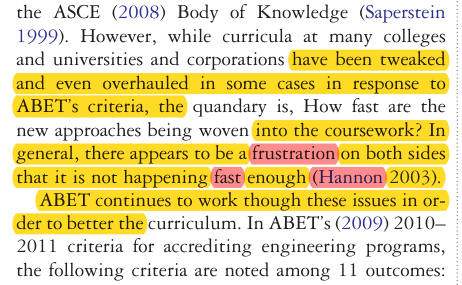 the ASCE (2008) Body of Knowledge (Saperstein
1999). However, while curricula at many colleges
and universities and corporations have been tweaked
and even overhauled in some cases in response to
ABET’s criteria, the quandary is, How fast are the
new approaches being woven into the coursework? In
general, there appears to be a frustration on both sides
that it is not happening fast enough (Hannon 2003).
ABET continues to work though these issues in or-
der to better the curriculum. In ABET’s (2009) 2010–
2011 criteria for accrediting engineering programs,
the following criteria are noted among 11 outcomes: